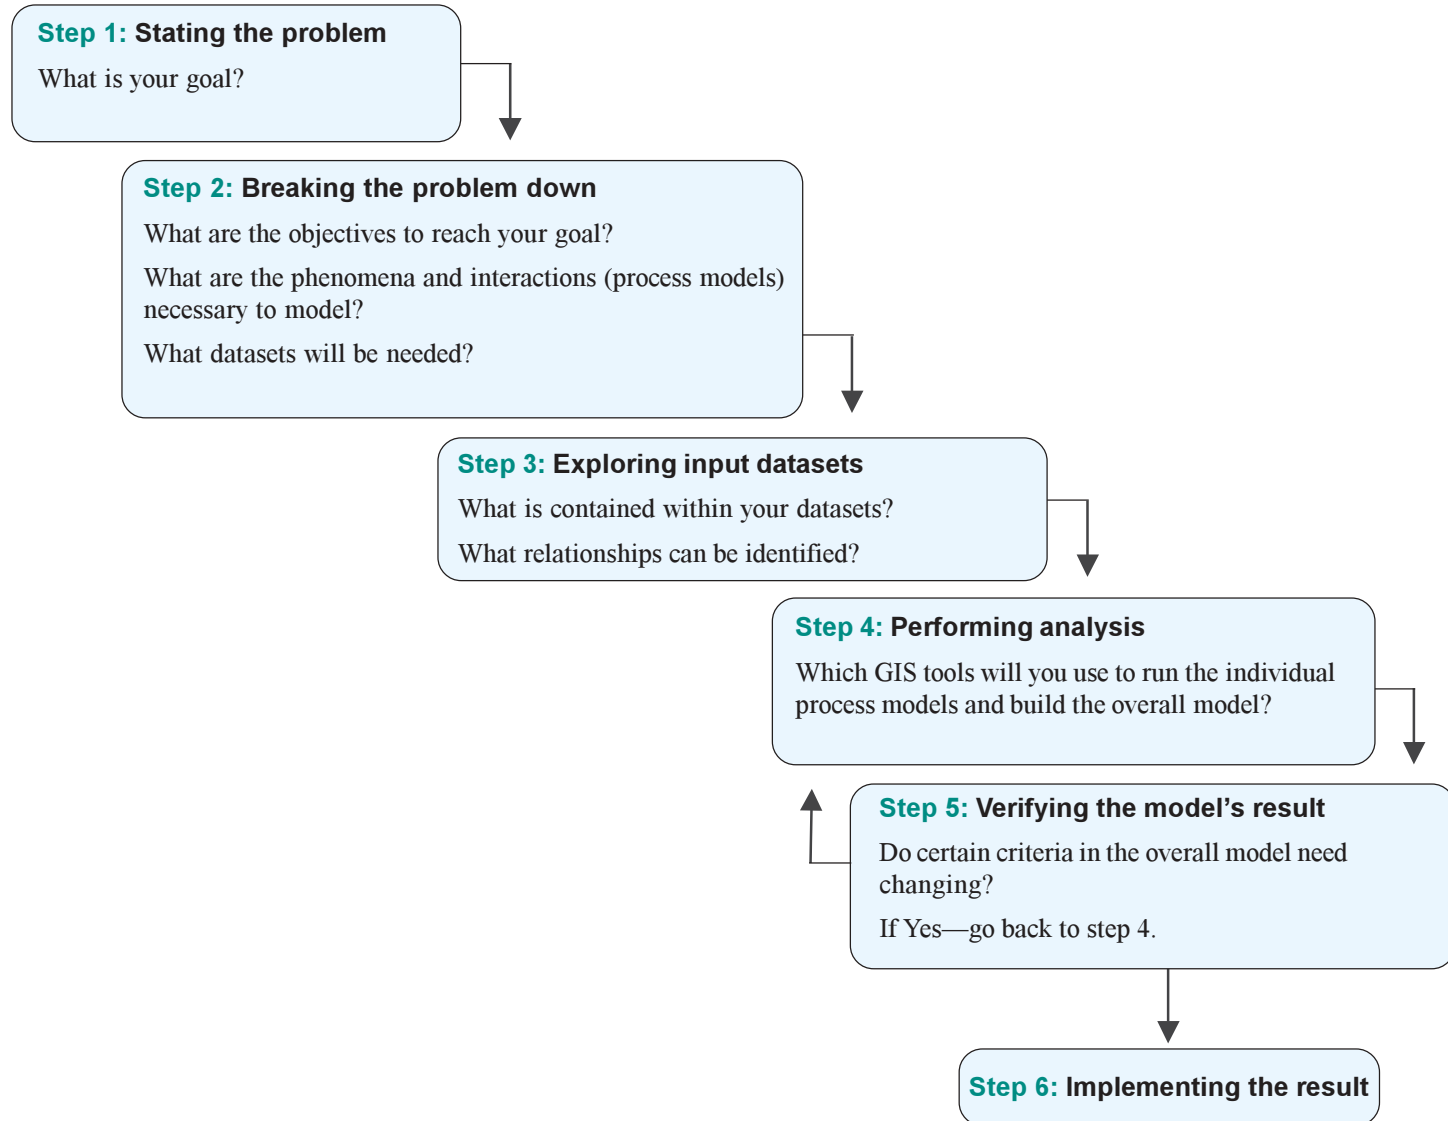 Step 1: Stating the problem
What is your goal?
Step 2: Breaking the problem down
What are the objectives to reach your goal?
What are the phenomena and interactions (process models)
necessary to model?
What datasets will be needed?
Step 3: Exploring input datasets
What is contained within your datasets?
What relationships can be identified?
Step 4: Performing analysis
Which GIS tools will you use to run the individual
process models and build the overall model?
Step 5: Verifying the model’s result
Do certain criteria in the overall model need
changing?
If Yes—go back to step 4.
Step 6: Implementing the result